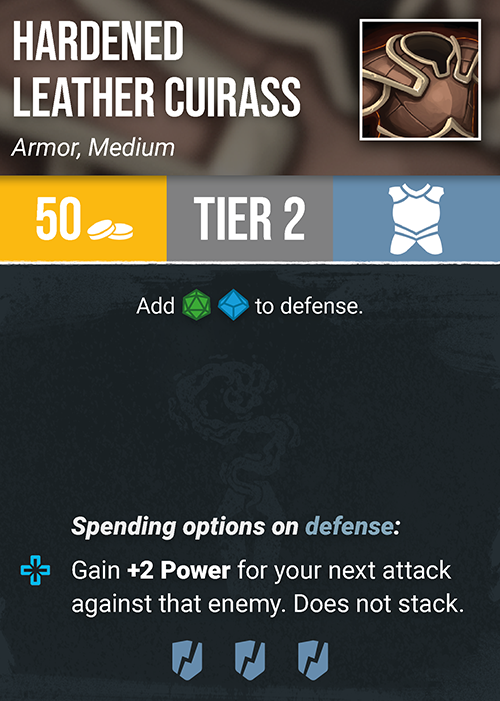 HARDENED
LEATHER CUIRASS
Armor, Medium
50
TIER 2
Add to defense.
Spending options on defense:
Gain +2 Power for your next attack
against that enemy. Does not stack.